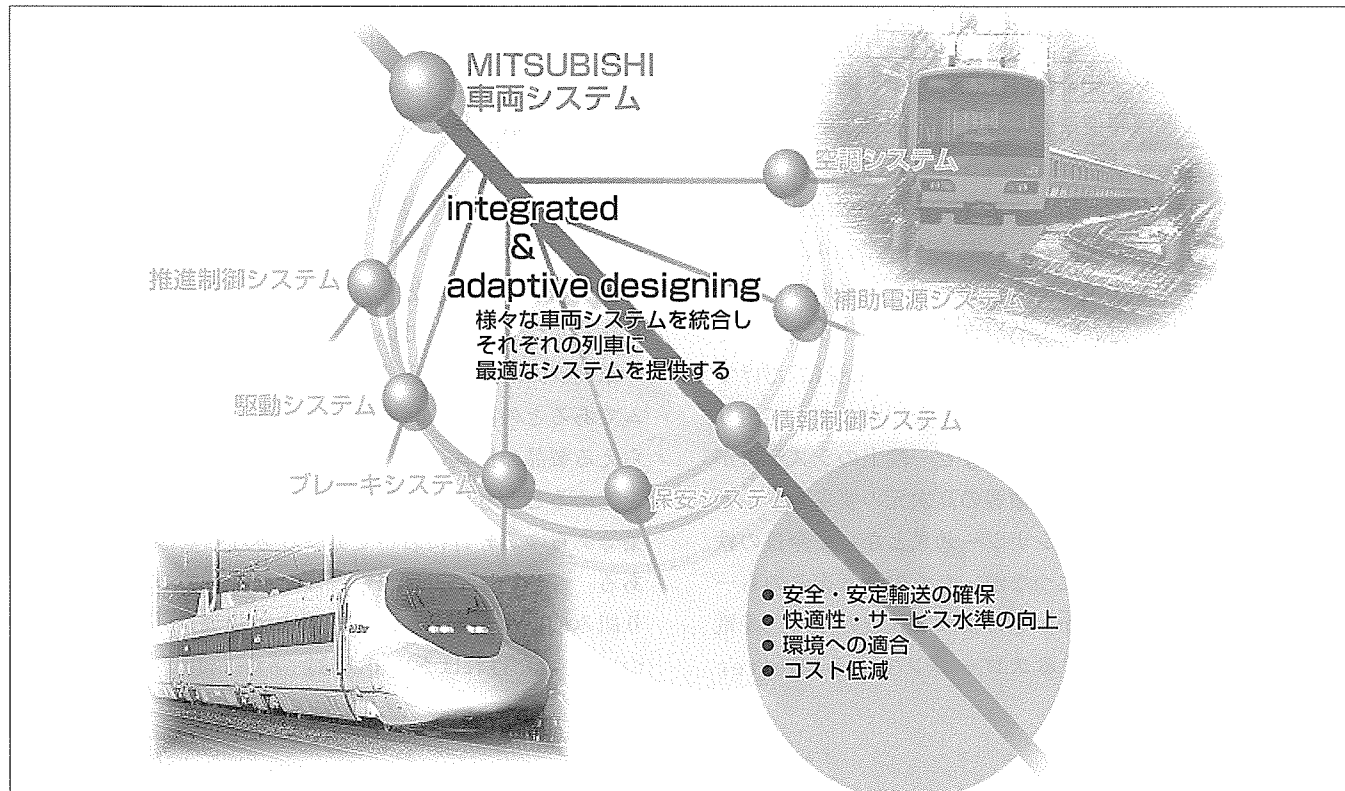 MITSUBISHI
車両システム
空調システム
integrated
&
adaptive designing
様々な車両システムを統合し
それぞれの列車に
最適なシステムを提供する
推進制御システム
補助電源システム
駆動システム
情報制御システム
ブレーキシステム
保安システム
● 安全・安定輸送の確保
● 快適性・サービス水準の向上
● 環境への適合
● コスト低減